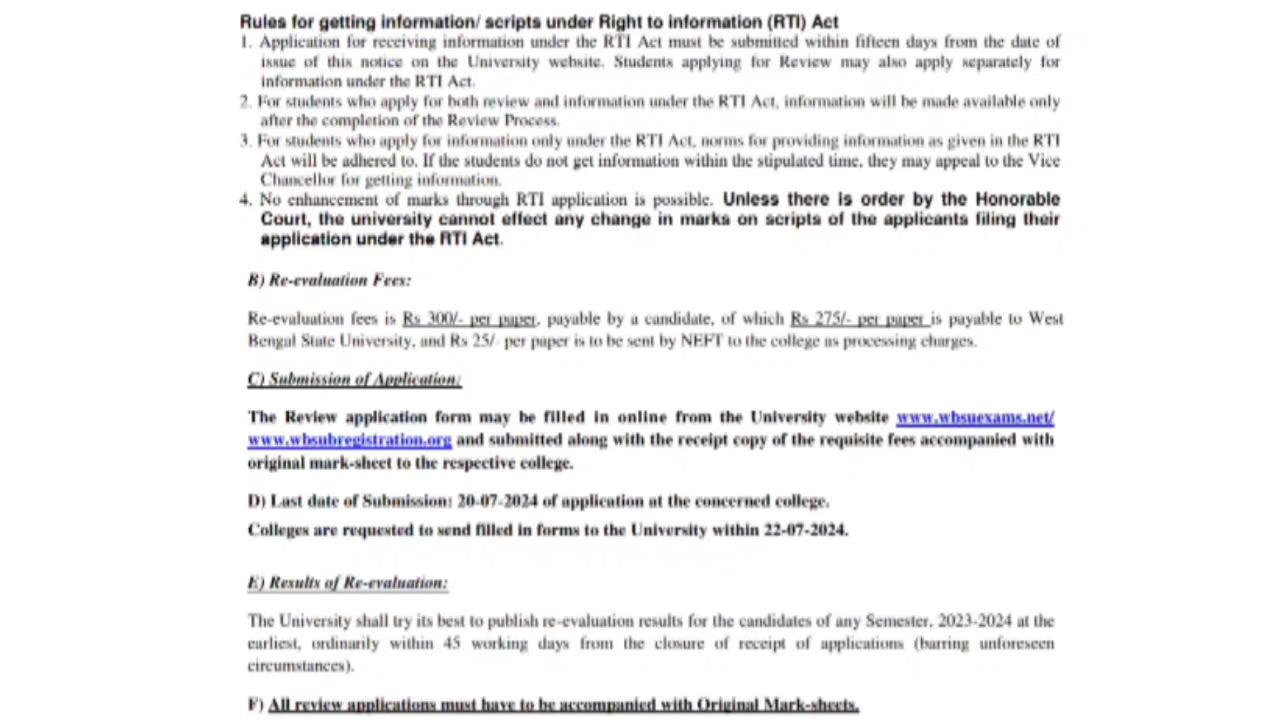 Rules for getting information/ scripts under Right to information (RTI) Act
1. Application for receiving information under the RTI Act must be submitted within fifteen days from the date of
issue of this notice on the University website. Students applying for Review may also apply separately for
information under the RTI Act.
2. For students who apply for both review and information under the RTI Act, information will be made available only
after the completion of the Review Process.
3. For students who apply for information only under the RTI Act, norms for providing information as given in the RTI
Act will be adhered to. If the students do not get information within the stipulated time, they may appeal to the Vice
Chancellor for getting information.
4. No enhancement of marks through RTI application is possible. Unless there is order by the Honorable
Court, the university cannot effect any change in marks on scripts of the applicants filing their
application under the RTI Act.
B) Re-evaluation Fees:
Re-evaluation fees is Rs 300/- per paper, payable by a candidate, of which Rs 275/- per paper is payable to West
Bengal State University, and Rs 25/- per paper is to be sent by NEFT to the college as processing charges.
C) Submission of Application:
The Review application form may be filled in online from the University website www.wbsuexams.net/
www.wbsubregistration.org and submitted along with the receipt copy of the requisite fees accompanied with
original mark-sheet to the respective college.
D) Last date of Submission: 20-07-2024 of application at the concerned college.
Colleges are requested to send filled in forms to the University within 22-07-2024.
E) Results of Re-evaluation:
The University shall try its best to publish re-evaluation results for the candidates of any Semester, 2023-2024 at the
earliest, ordinarily within 45 working days from the closure of receipt of applications (barring unforeseen
circumstances).
F) All review applications must have to be accompanied with Original Mark-sheets.